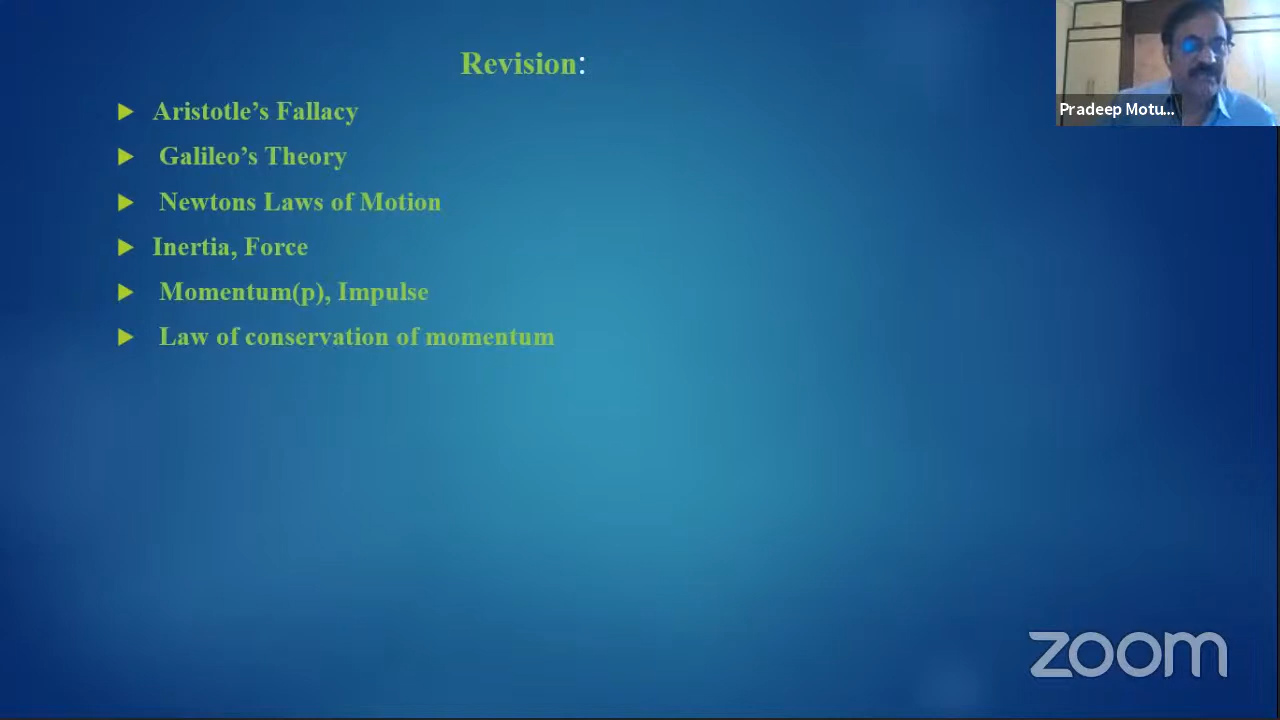 Revision:
Aristotle’s Fallacy
Galileo’s Theory
Newtons Laws of Motion
Inertia, Force
Momentum(p), Impulse
Law of conservation of momentum
Pradeep Motu...
zoom